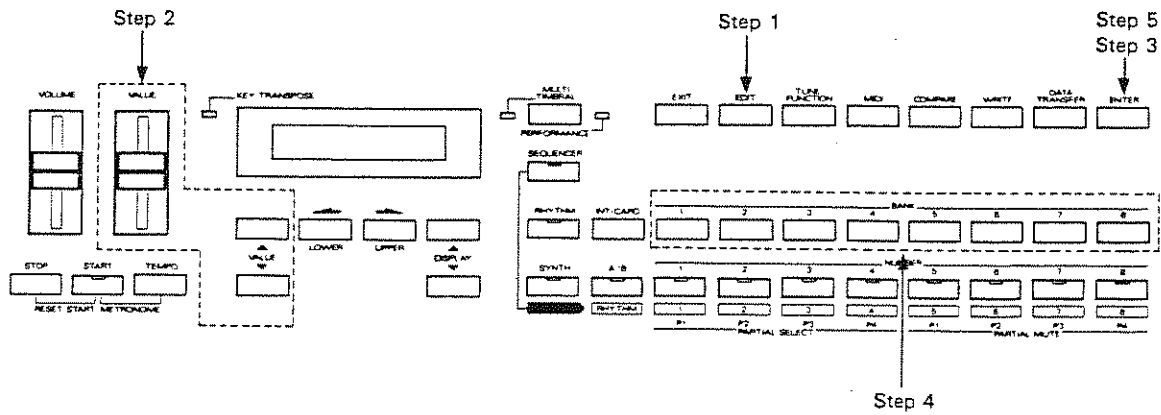 Step 2
Step 1
Step 5
Step 3
VOLUME
VALUE
KEY TRANSPOSE
MULTI TIMBRAL
PERFORMANCE
EXIT
EDIT
TUNE FUNCTION
MIDI
COMPARE
WRITE
DATA TRANSFER
ENTER
SEQUENCER
RHYTHM
INT·CARD
BANK
1 2 3 4 5 6 7 8
LOWER
UPPER
VALUE
DISPLAY
STOP
START
TEMPO
RESET START METRONOME
SYNTH
A/B
NUMBER
1 2 3 4 5 6 7 8
RHYTHM
1 2 3 4 5 6 7 8
P1 P2 P3 P4 P1 P2 P3 P4
PARTIAL SELECT
PARTIAL MUTE
Step 4